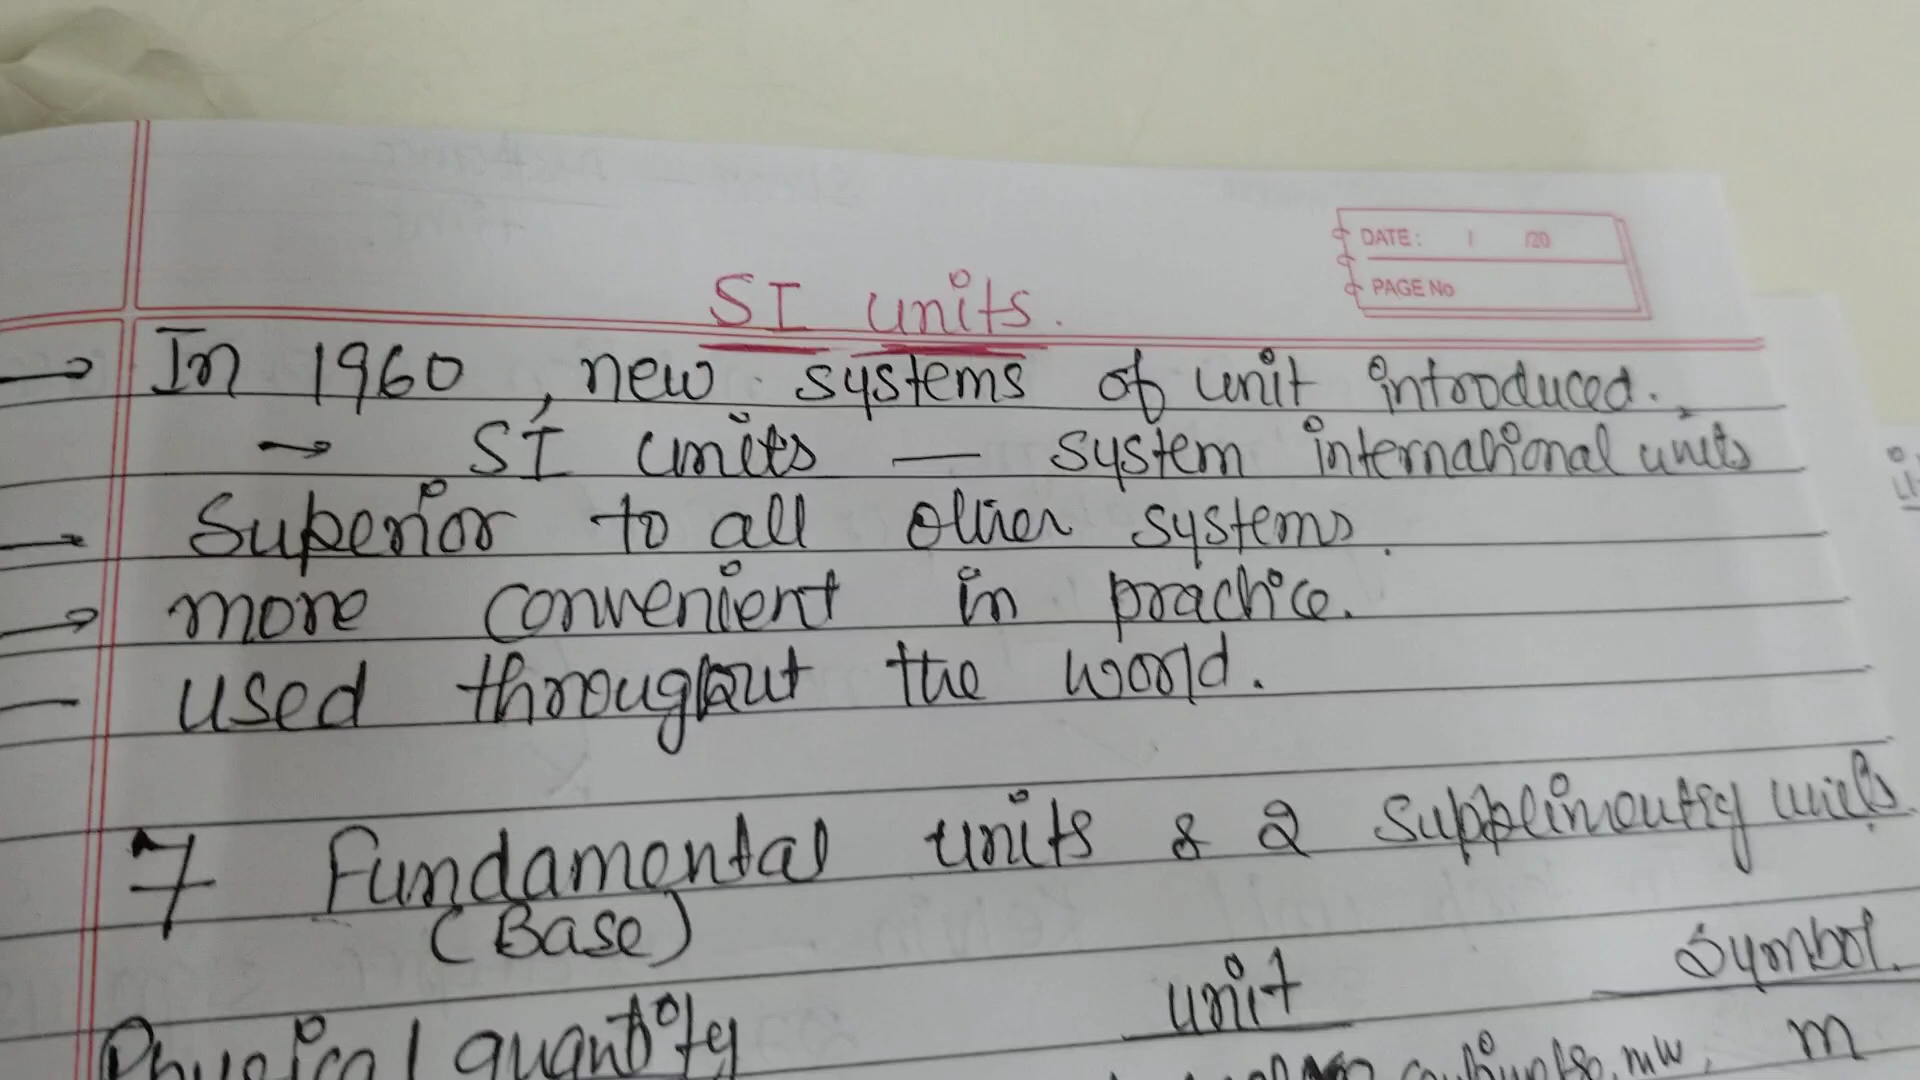 DATE: / /20
PAGE No
SI units.
→ In 1960, new systems of unit introduced.
→ SI units — system international units
→ Superior to all other systems.
→ more convenient in practice.
— used throughout the world.
7 Fundamental units & 2 supplimentry units.
(Base)
Physical quantity unit Symbol.
m